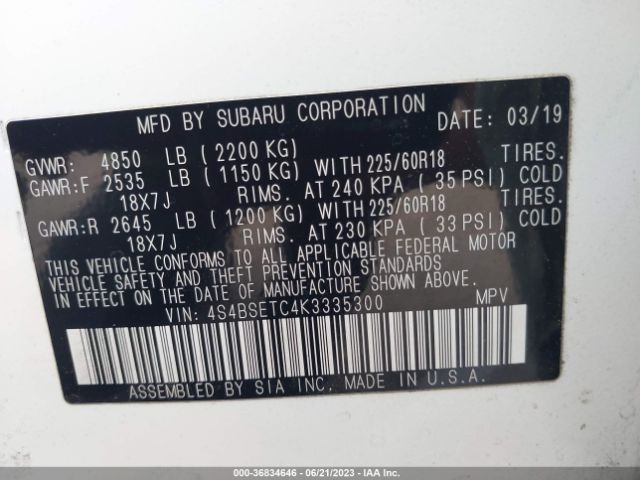 MFD BY SUBARU CORPORATION DATE: 03/19
GVWR: 4850 LB ( 2200 KG)
GAWR:F 2535 LB ( 1150 KG) WITH 225/60R18 TIRES.
18X7J RIMS. AT 240 KPA ( 35 PSI) COLD
GAWR:R 2645 LB ( 1200 KG) WITH 225/60R18 TIRES.
18X7J RIMS. AT 230 KPA ( 33 PSI) COLD
THIS VEHICLE CONFORMS TO ALL APPLICABLE FEDERAL MOTOR
VEHICLE SAFETY AND THEFT PREVENTION STANDARDS
IN EFFECT ON THE DATE OF MANUFACTURE SHOWN ABOVE.
VIN: 4S4BSETC4K3335300 MPV
ASSEMBLED BY SIA INC. MADE IN U.S.A.
000-36834646 - 06/21/2023 - IAA Inc.